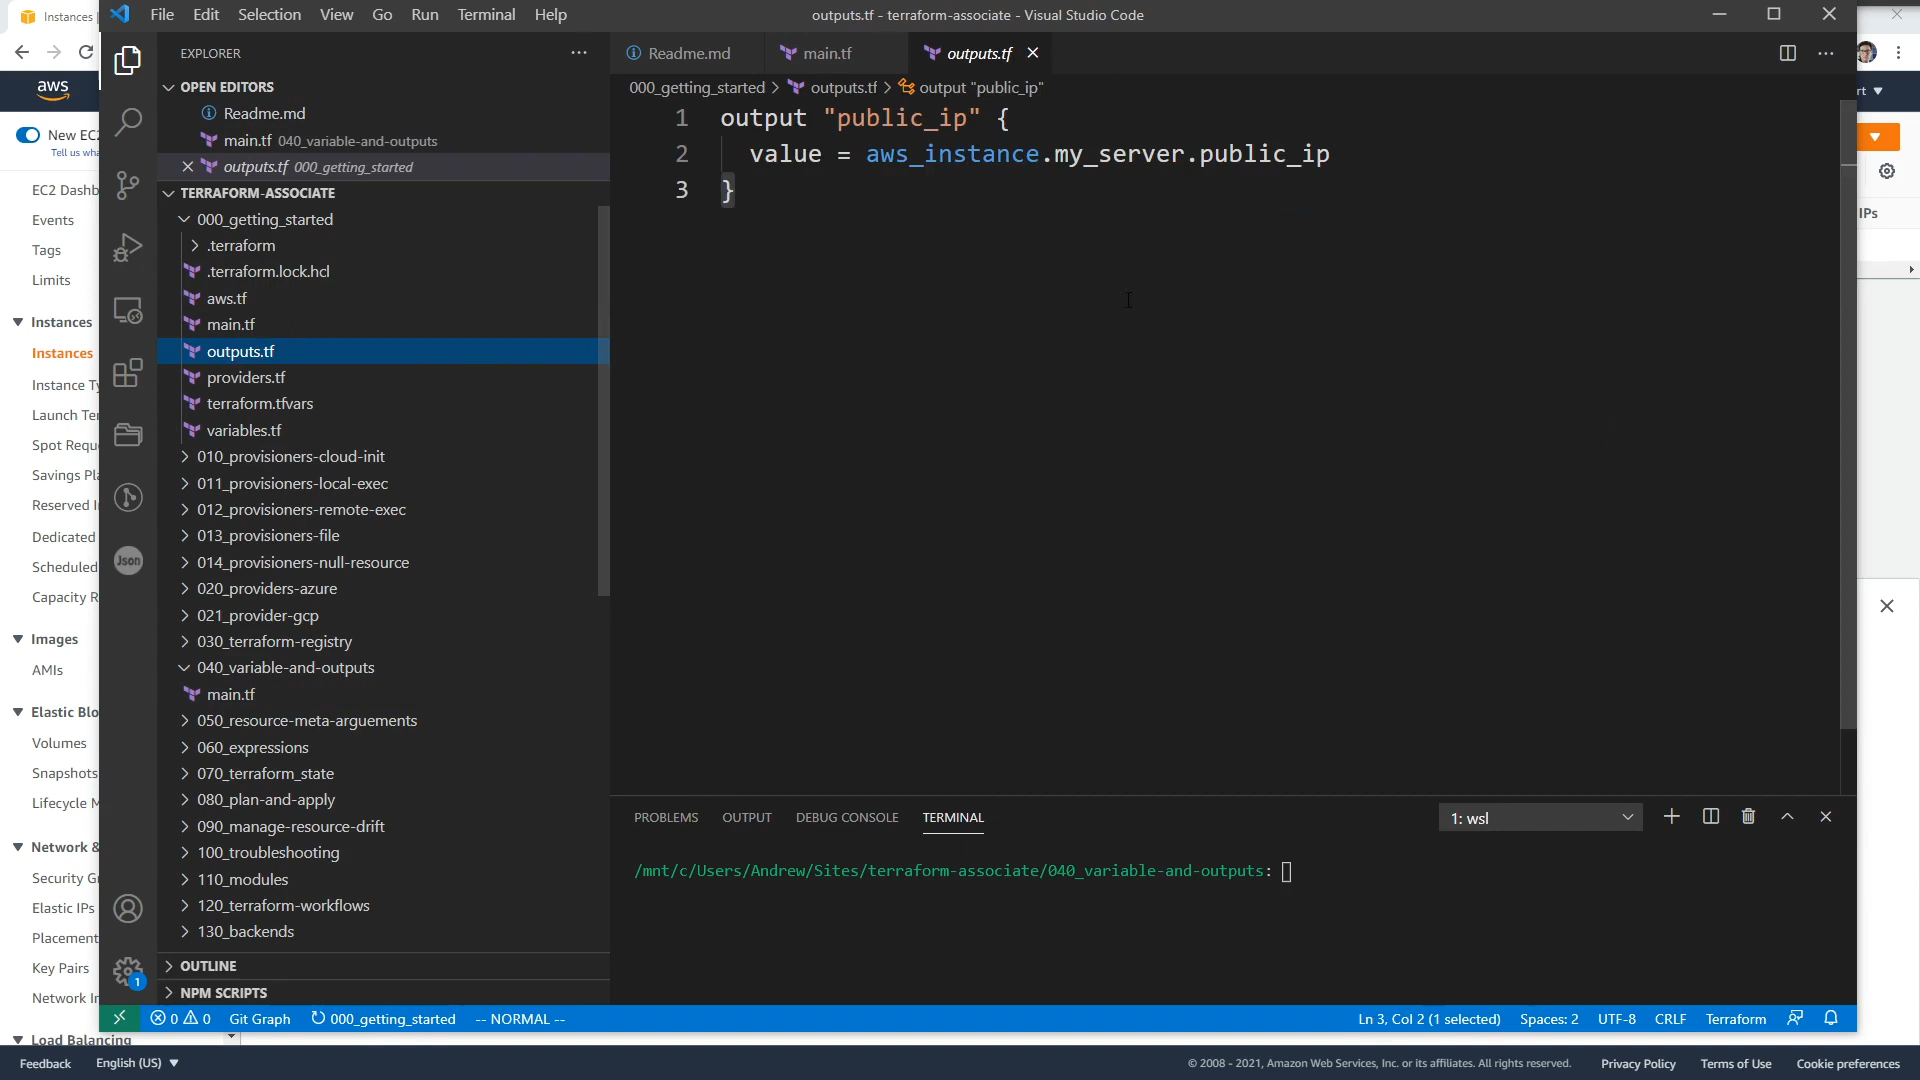 Instances |
File Edit Selection View Go Run Terminal Help
outputs.tf - terraform-associate - Visual Studio Code
aws
New EC2
Tell us wha
EC2 Dashb
Events
Tags
Limits
Instances
Instances
Instance Ty
Launch Te
Spot Requ
Savings Pl
Reserved I
Dedicated
Scheduled
Capacity R
Images
AMIs
Elastic Blo
Volumes
Snapshots
Lifecycle M
Network &
Security G
Elastic IPs
Placement
Key Pairs
Network In
Load Balancing
EXPLORER
OPEN EDITORS
Readme.md
main.tf 040_variable-and-outputs
outputs.tf 000_getting_started
TERRAFORM-ASSOCIATE
000_getting_started
.terraform
.terraform.lock.hcl
aws.tf
main.tf
outputs.tf
providers.tf
terraform.tfvars
variables.tf
010_provisioners-cloud-init
011_provisioners-local-exec
012_provisioners-remote-exec
013_provisioners-file
014_provisioners-null-resource
020_providers-azure
021_provider-gcp
030_terraform-registry
040_variable-and-outputs
main.tf
050_resource-meta-arguements
060_expressions
070_terraform_state
080_plan-and-apply
090_manage-resource-drift
100_troubleshooting
110_modules
120_terraform-workflows
130_backends
OUTLINE
NPM SCRIPTS
Json
1
Readme.md main.tf outputs.tf
000_getting_started > outputs.tf > output "public_ip"
1 output "public_ip" {
2 value = aws_instance.my_server.public_ip
3 }
PROBLEMS OUTPUT DEBUG CONSOLE TERMINAL
1: wsl
/mnt/c/Users/Andrew/Sites/terraform-associate/040_variable-and-outputs:
rt
IPs
0 0 Git Graph 000_getting_started -- NORMAL --
Ln 3, Col 2 (1 selected) Spaces: 2 UTF-8 CRLF Terraform
Feedback English (US)
© 2008 - 2021, Amazon Web Services, Inc. or its affiliates. All rights reserved. Privacy Policy Terms of Use Cookie preferences